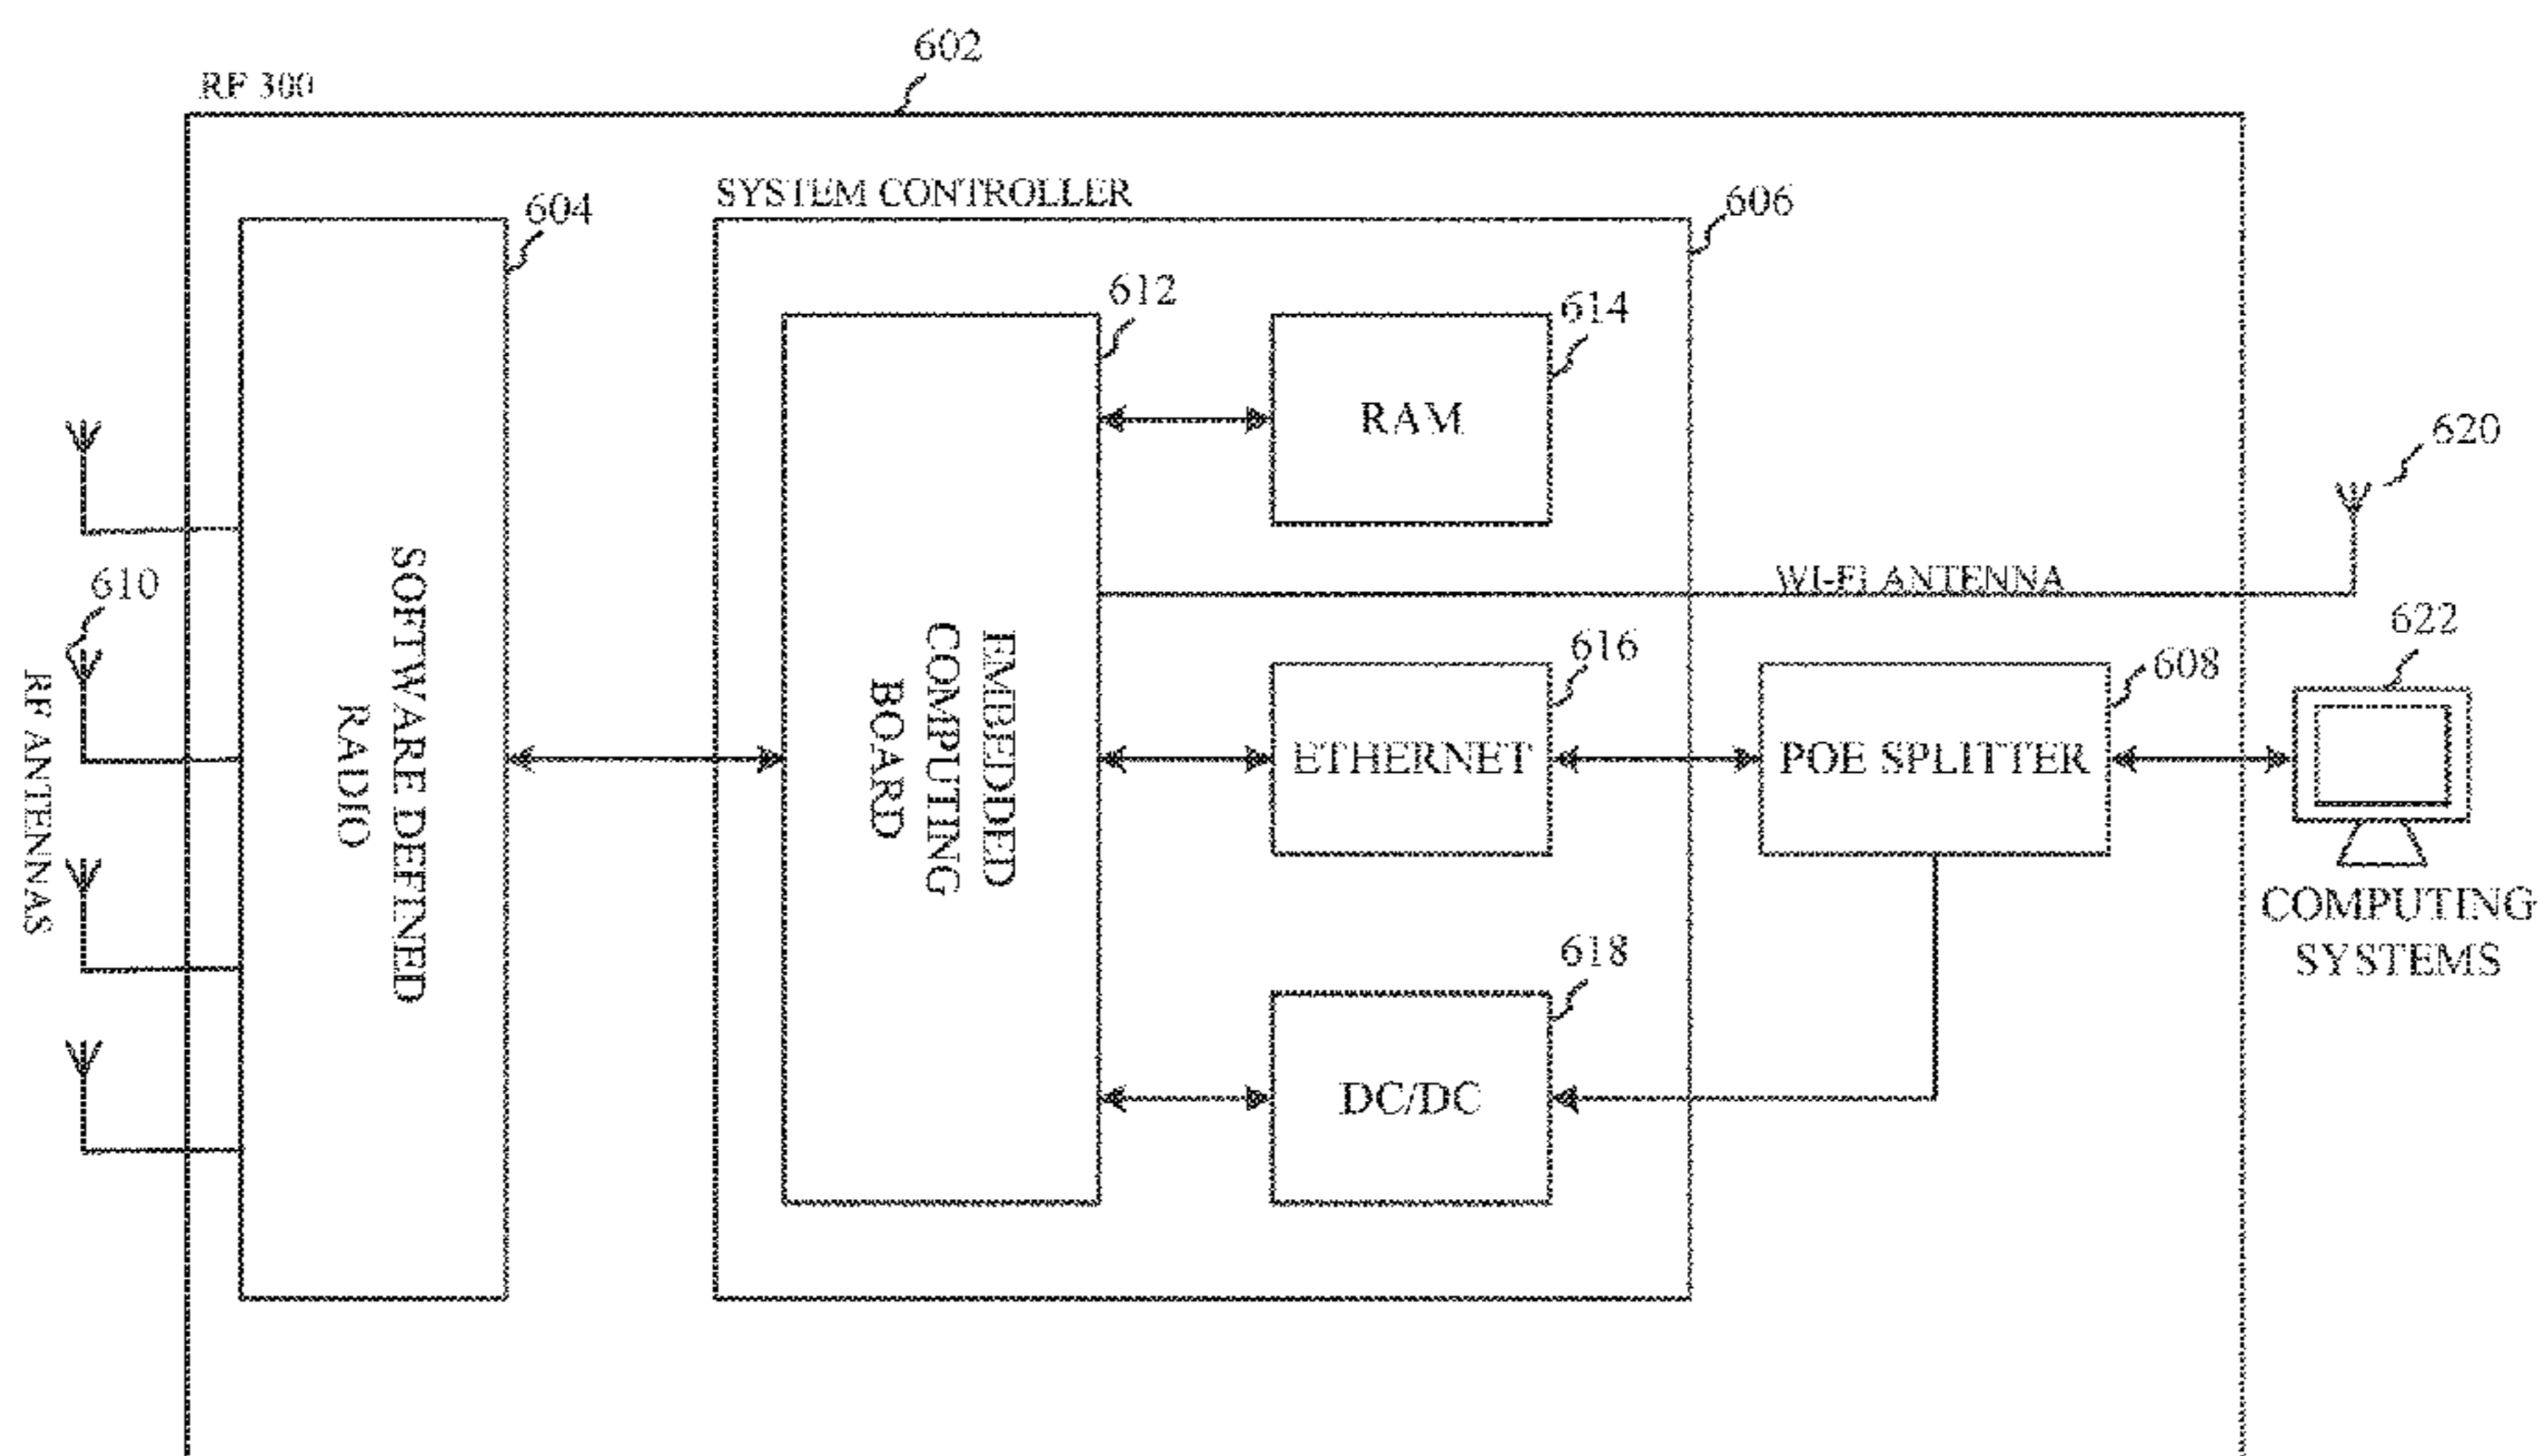 602
RF 300
SYSTEM CONTROLLER
604
606
612
614
RAM
620
610
WI-FI ANTENNA
RF ANTENNAS
SOFTWARE DEFINED
RADIO
EMBEDDED
COMPUTING
BOARD
616
608
622
ETHERNET
POE SPLITTER
COMPUTING
SYSTEMS
618
DC/DC